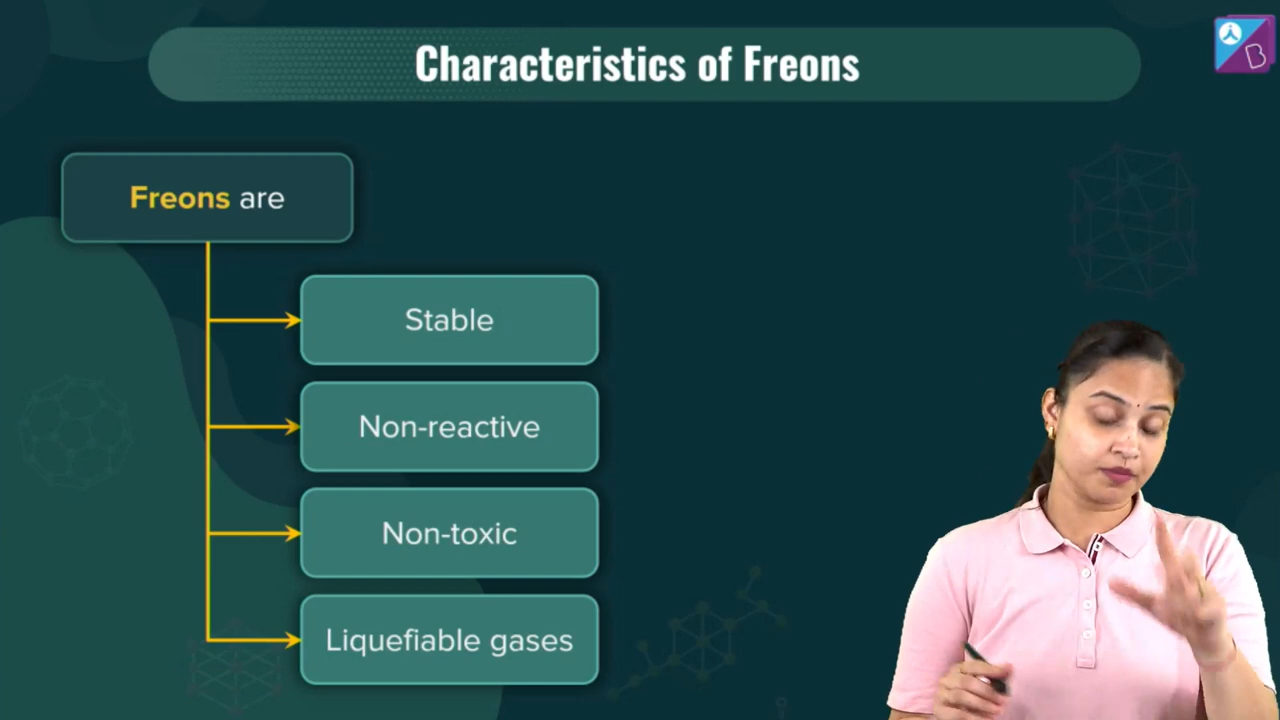 Characteristics of Freons
Freons are
Stable
Non-reactive
Non-toxic
Liquefiable gases
B